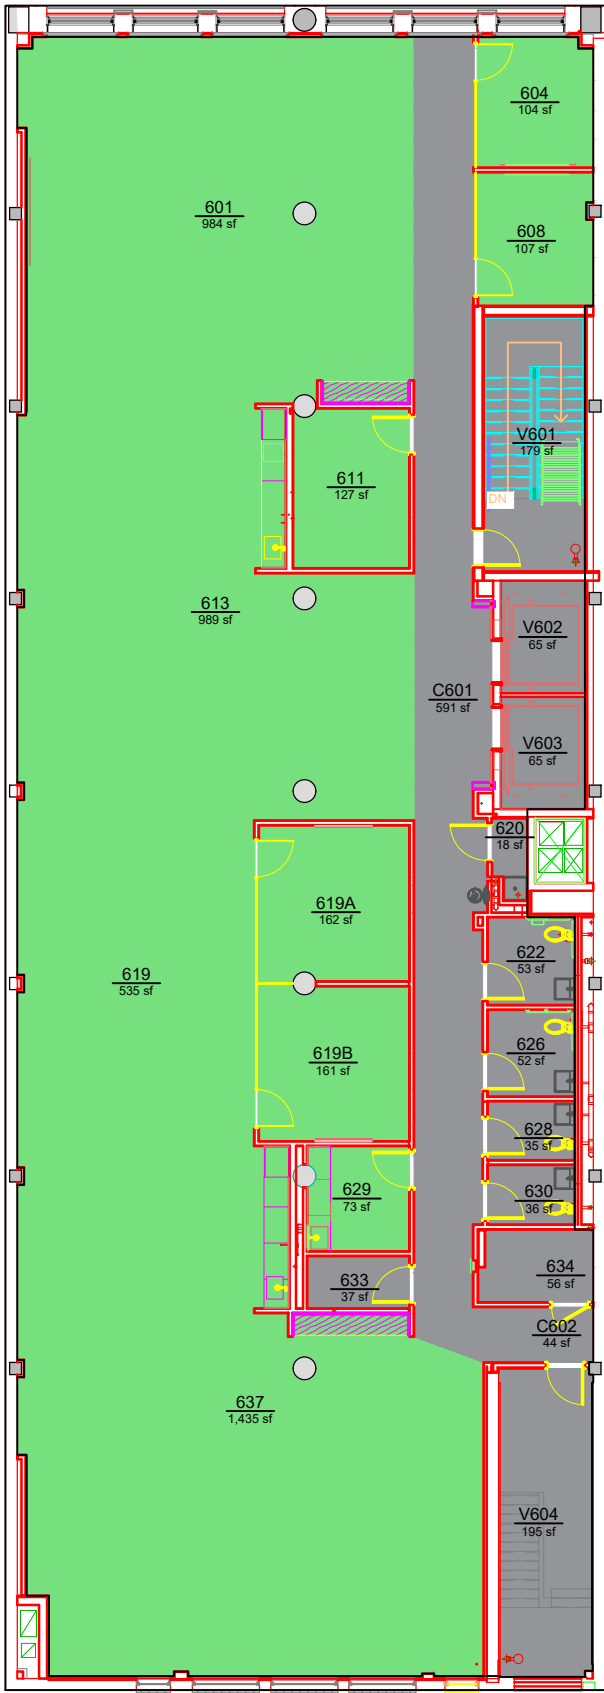 604
104 sf
601
984 sf
608
107 sf
V601
179 sf
611
127 sf
DN
613
989 sf
V602
65 sf
C601
591 sf
V603
65 sf
620
18 sf
619A
162 sf
622
53 sf
619
535 sf
626
52 sf
619B
161 sf
628
35 sf
629
73 sf
630
36 sf
633
37 sf
634
56 sf
C602
44 sf
637
1,435 sf
V604
195 sf